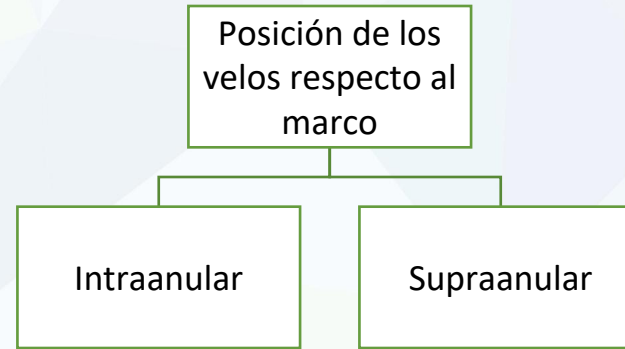 Posición de los
velos respecto al
marco
Intraanular
Supraanular